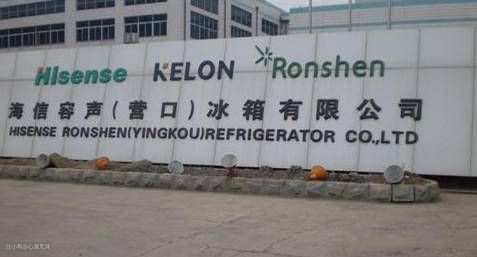 Hisense KELON Ronshen
海信容声(营口)冰箱有限公司
HISENSE RONSHEN(YINGKOU)REFRIGERATOR CO.,LTD